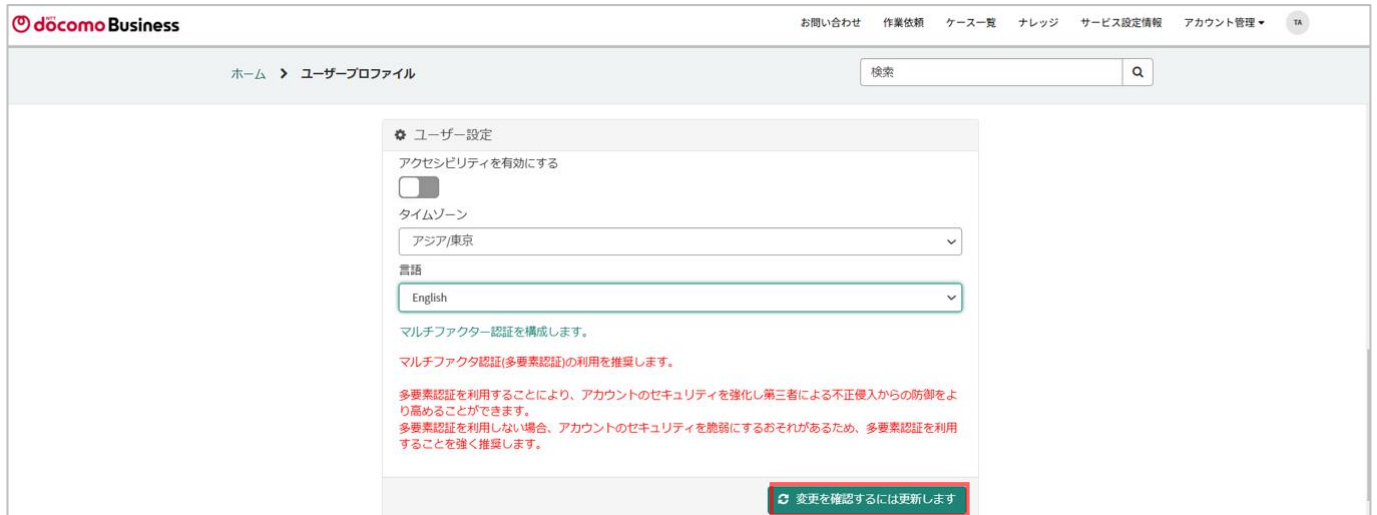 NTT
döcomo Business
お問い合わせ 作業依頼 ケース一覧 ナレッジ サービス設定情報 アカウント管理 TA
ホーム ユーザープロファイル
検索
ユーザー設定
アクセシビリティを有効にする
タイムゾーン
アジア/東京
言語
English
マルチファクター認証を構成します。
マルチファクタ認証(多要素認証)の利用を推奨します。
多要素認証を利用することにより、アカウントのセキュリティを強化し第三者による不正侵入からの防御をよ
り高めることができます。
多要素認証を利用しない場合、アカウントのセキュリティを脆弱にするおそれがあるため、多要素認証を利用
することを強く推奨します。
変更を確認するには更新します